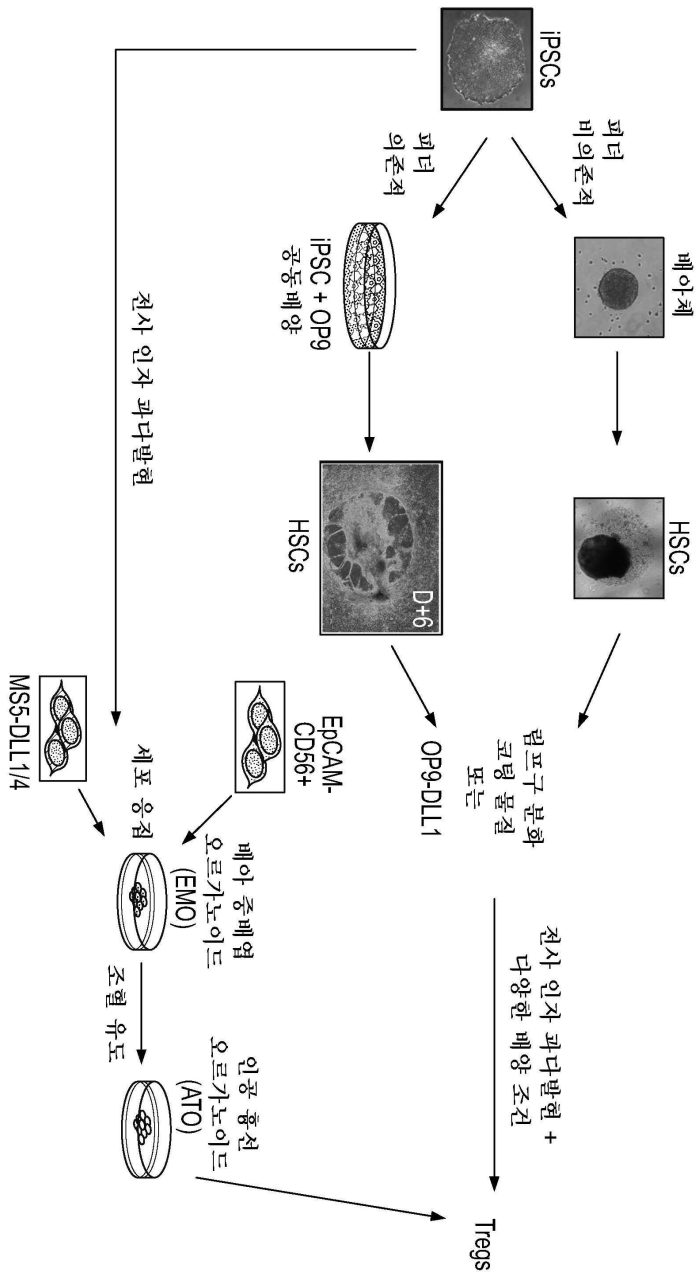 iPSCs
피더
비의존적
피더
의존적
배아체
HSCs
iPSC + OP9
공동배양
D+6
HSCs
림프구 분화
코팅 물질
또는
OP9-DLL1
전사 인자 과다발현 +
다양한 배양 조건
Tregs
전사 인자 과다발현
EpCAM-
CD56+
세포 응집
MS5-DLL1/4
배아 중배엽
오르가노이드
(EMO)
조혈 유도
인공 흉선
오르가노이드
(ATO)